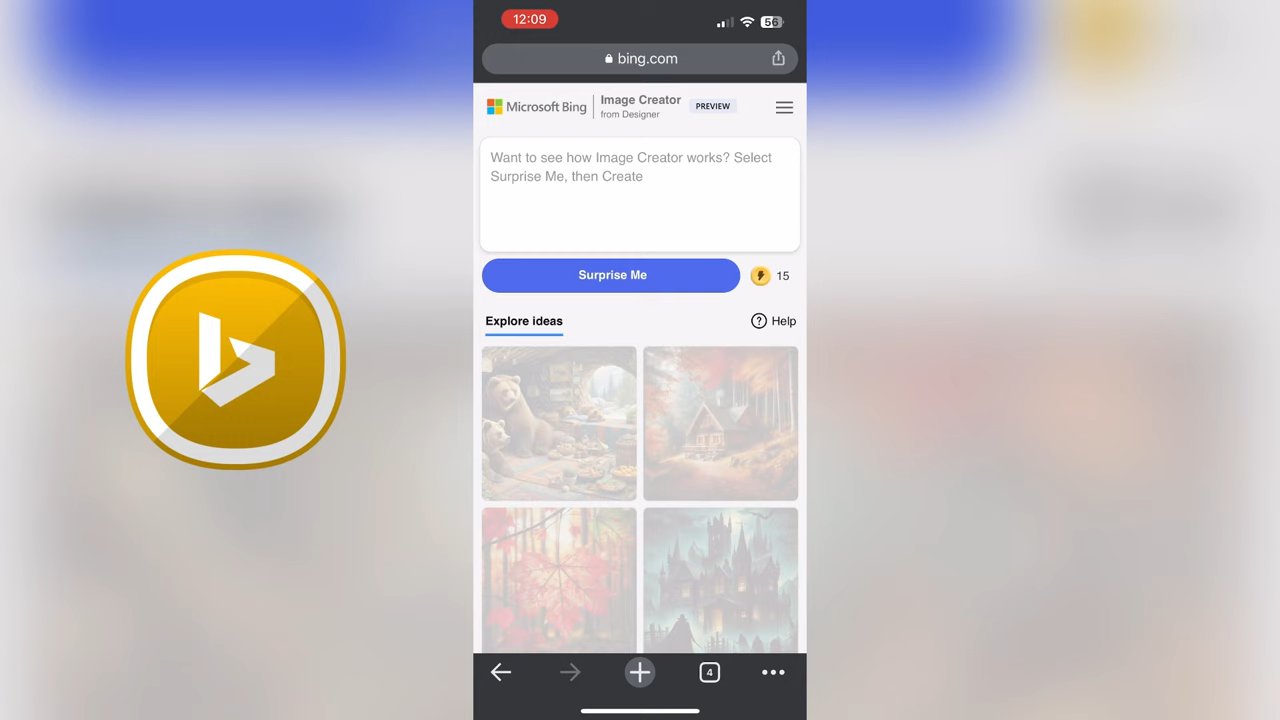 12:09
56
bing.com
Microsoft Bing
Image Creator
from Designer
PREVIEW
Want to see how Image Creator works? Select
Surprise Me, then Create
Surprise Me
15
Explore ideas
Help
4